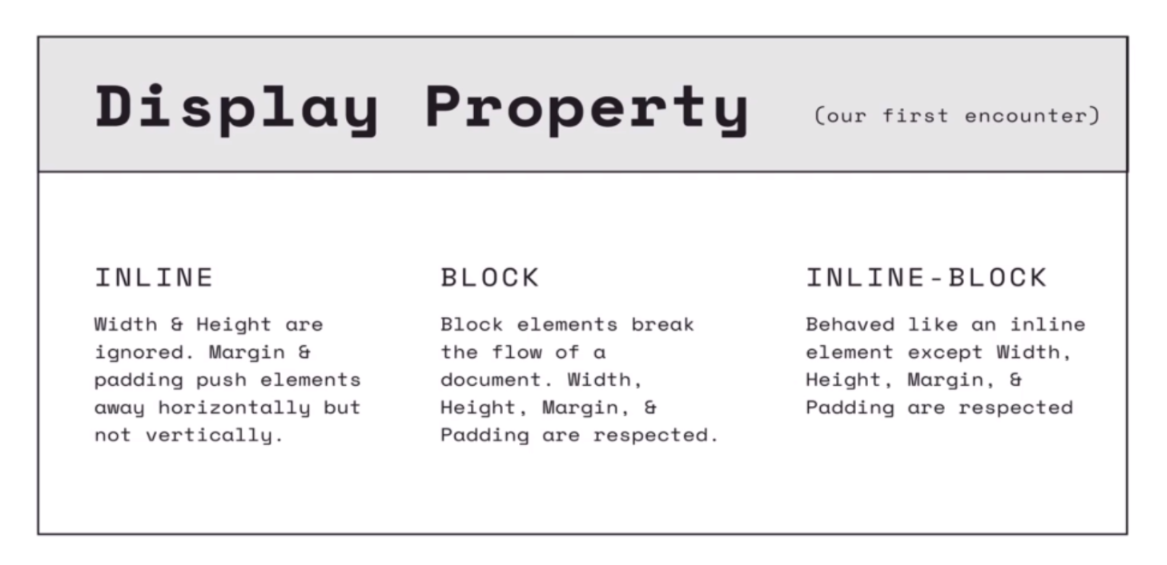 Display Property (our first encounter)
INLINE
Width & Height are
ignored. Margin &
padding push elements
away horizontally but
not vertically.
BLOCK
Block elements break
the flow of a
document. Width,
Height, Margin, &
Padding are respected.
INLINE-BLOCK
Behaved like an inline
element except Width,
Height, Margin, &
Padding are respected